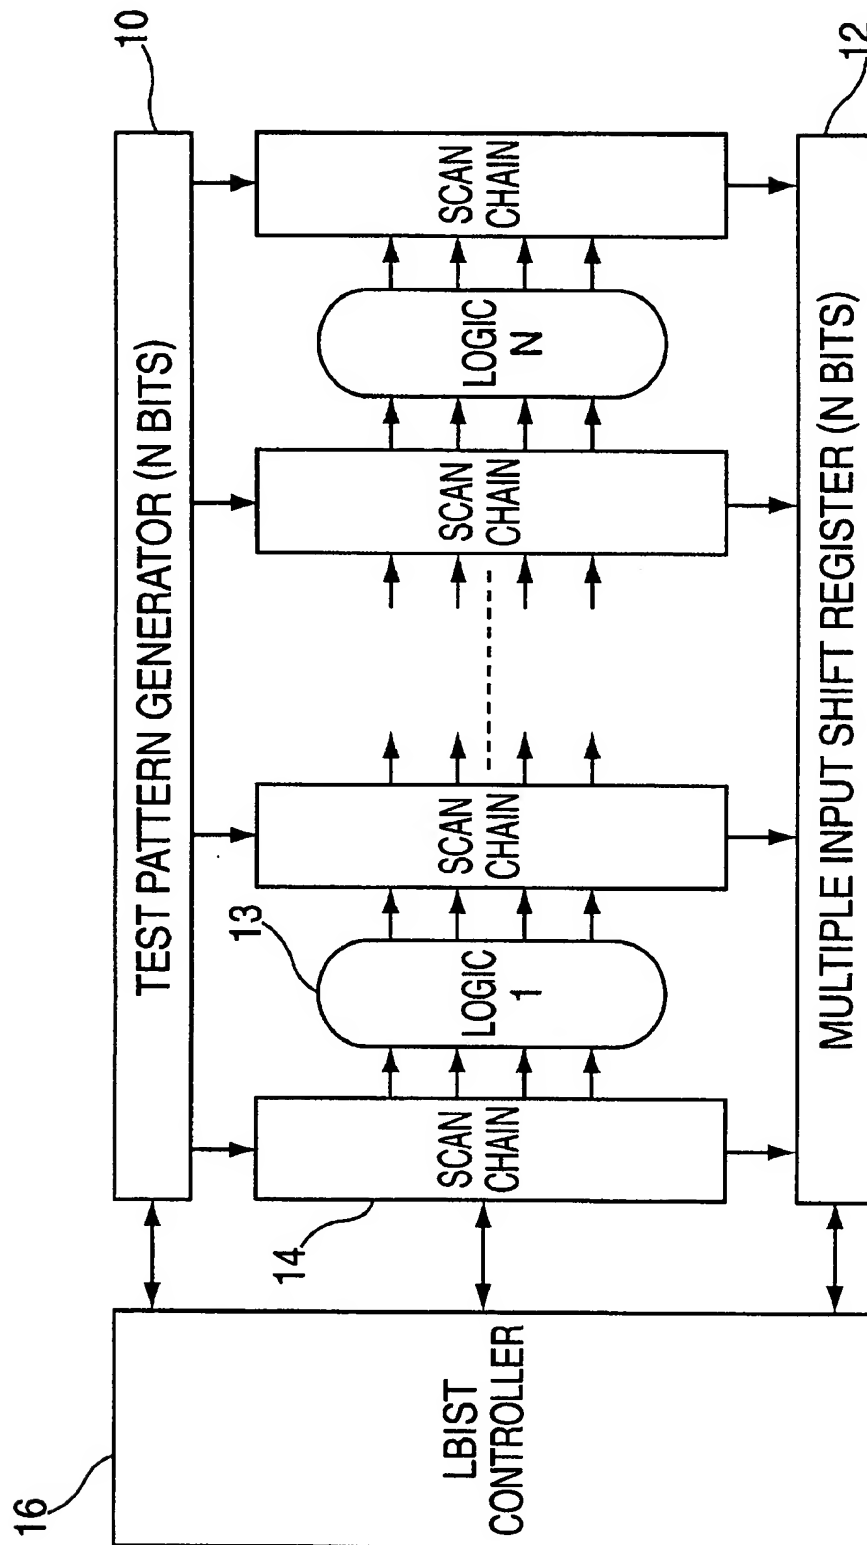 16
LBIST
CONTROLLER
10
TEST PATTERN GENERATOR (N BITS)
14
SCAN
CHAIN
13
LOGIC
1
SCAN
CHAIN
SCAN
CHAIN
LOGIC
N
SCAN
CHAIN
MULTIPLE INPUT SHIFT REGISTER (N BITS)
12